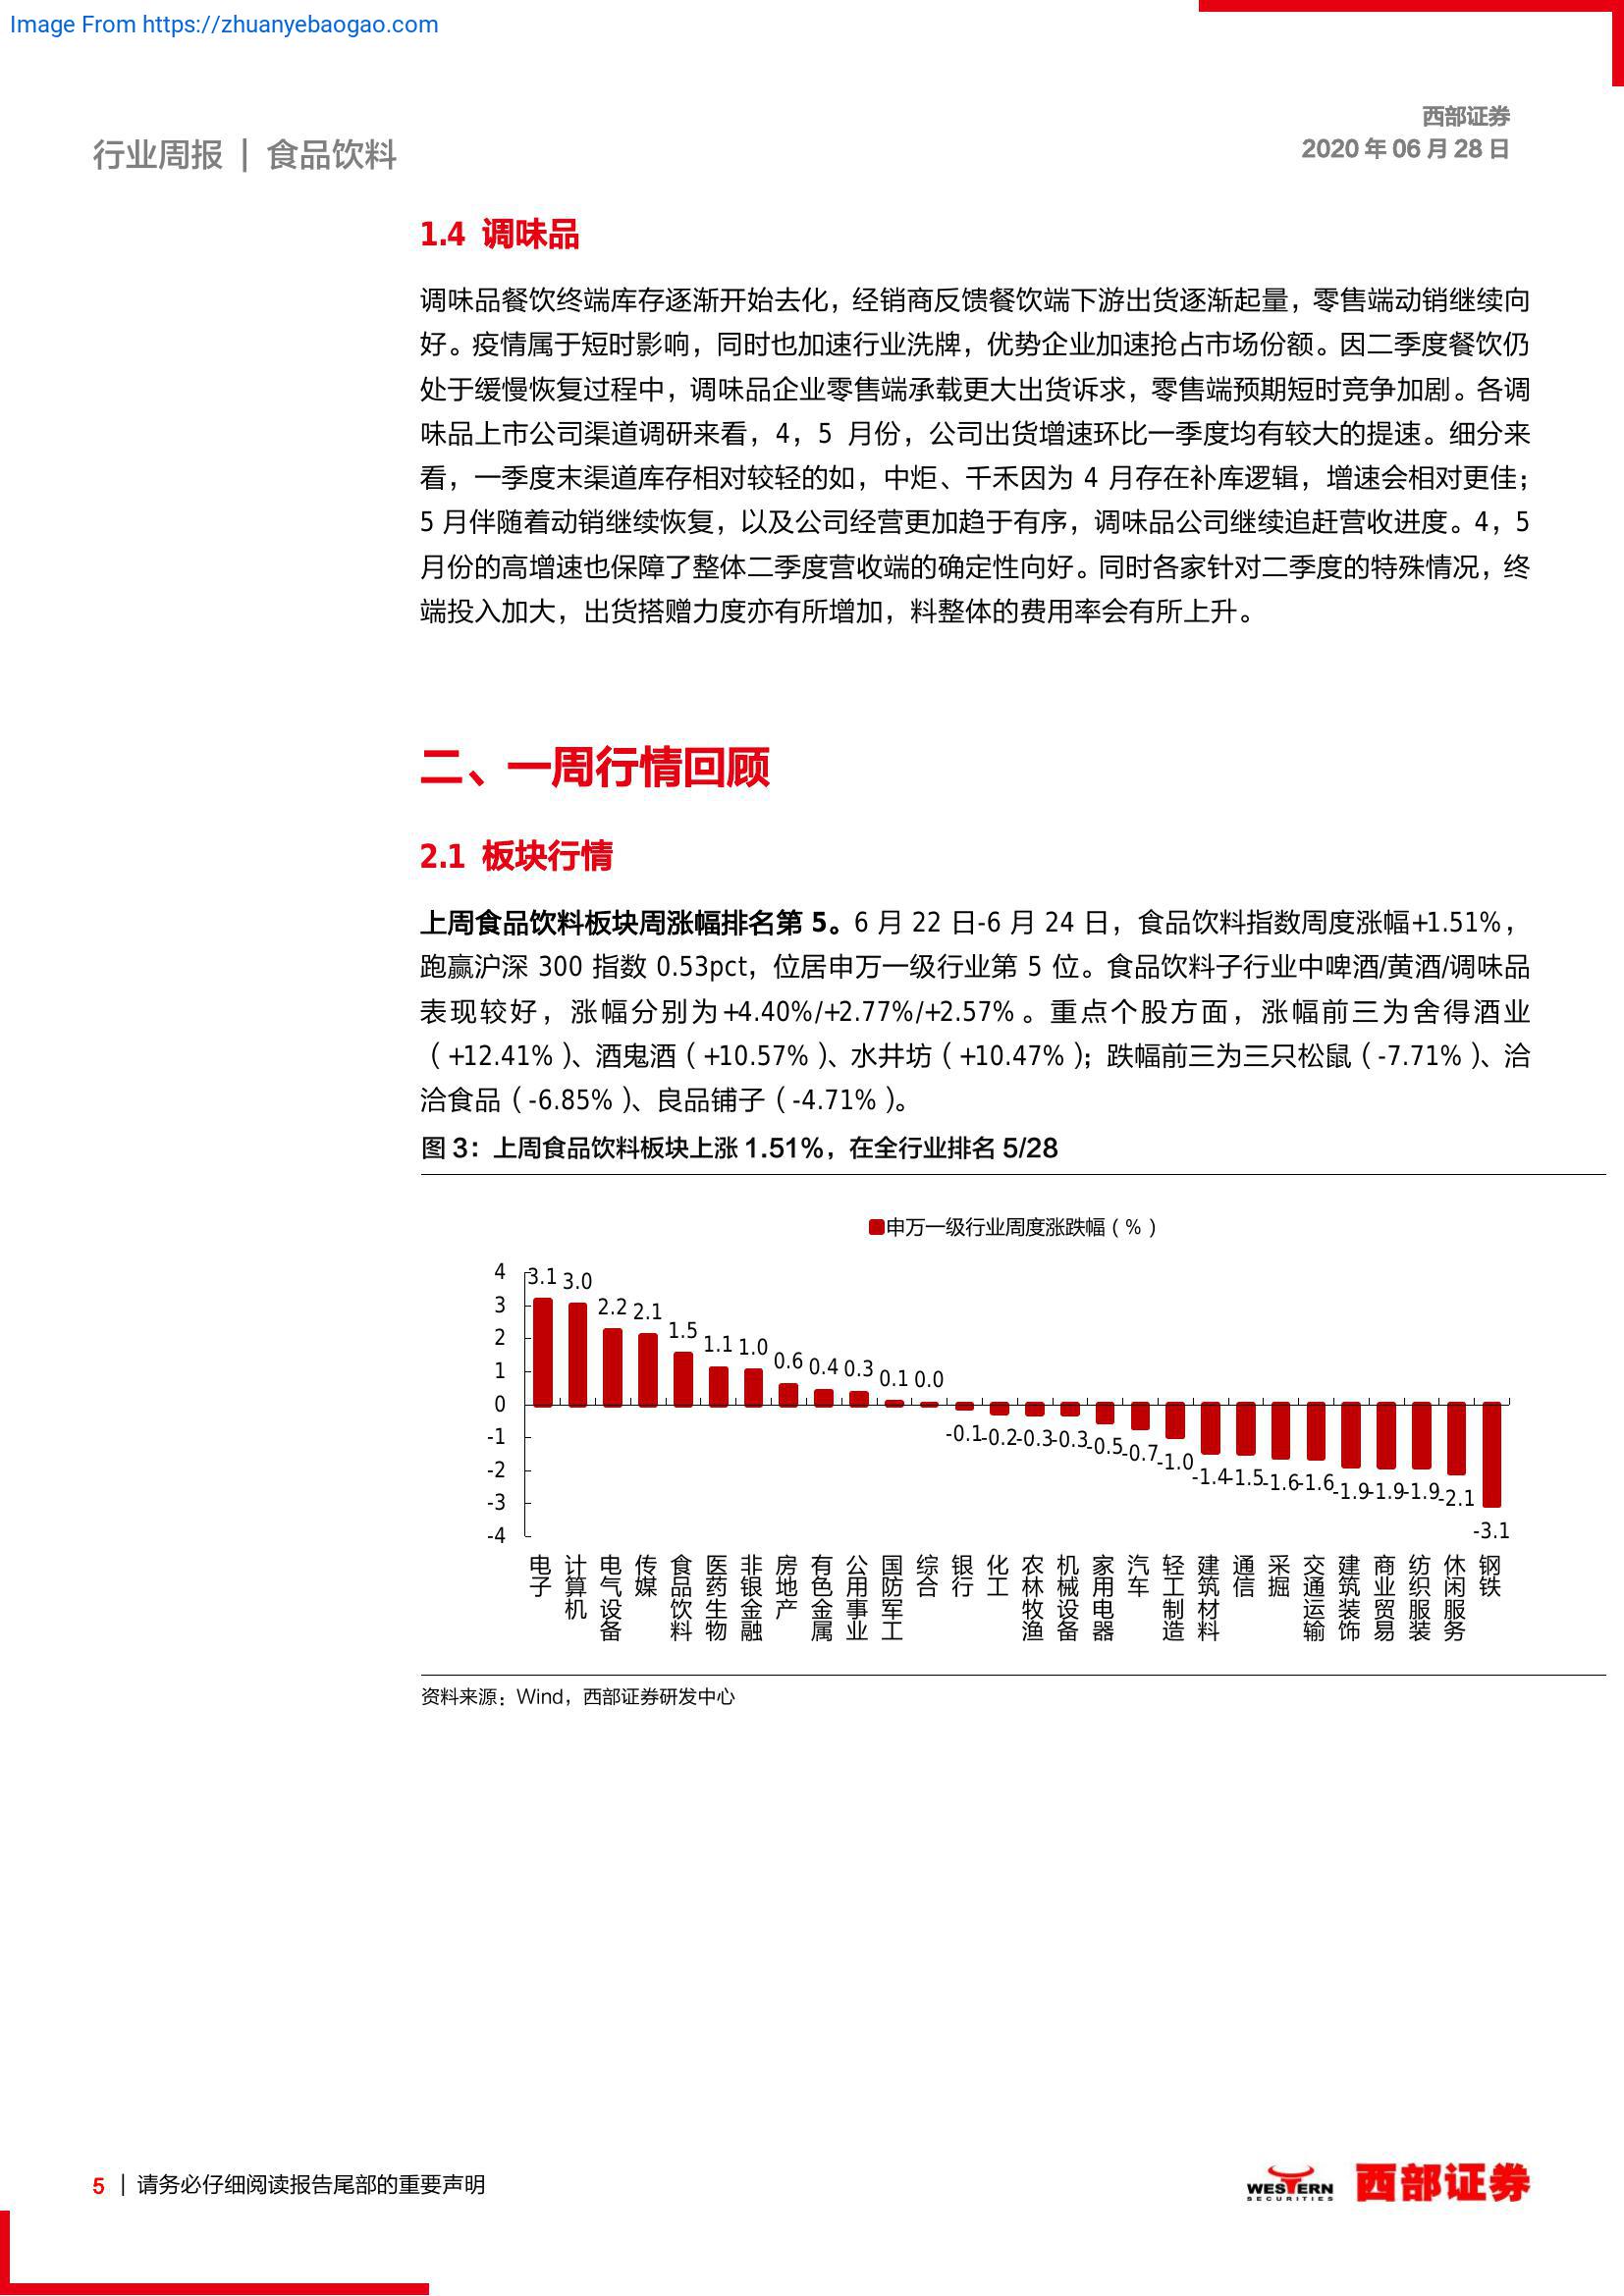 Image From https://zhuanyebaogao.com
西部证券
2020 年 06 月 28 日
行业周报 | 食品饮料
1.4 调味品
调味品餐饮终端库存逐渐开始去化，经销商反馈餐饮端下游出货逐渐起量，零售端动销继续向
好。疫情属于短时影响，同时也加速行业洗牌，优势企业加速抢占市场份额。因二季度餐饮仍
处于缓慢恢复过程中，调味品企业零售端承载更大出货诉求，零售端预期短时竞争加剧。各调
味品上市公司渠道调研来看，4，5 月份，公司出货增速环比一季度均有较大的提速。细分来
看，一季度末渠道库存相对较轻的如，中炬、千禾因为 4 月存在补库逻辑，增速会相对更佳；
5 月伴随着动销继续恢复，以及公司经营更加趋于有序，调味品公司继续追赶营收进度。4，5
月份的高增速也保障了整体二季度营收端的确定性向好。同时各家针对二季度的特殊情况，终
端投入加大，出货搭赠力度亦有所增加，料整体的费用率会有所上升。
二、一周行情回顾
2.1 板块行情
上周食品饮料板块周涨幅排名第 5。6 月 22 日-6 月 24 日，食品饮料指数周度涨幅+1.51%，
跑赢沪深 300 指数 0.53pct，位居申万一级行业第 5 位。食品饮料子行业中啤酒/黄酒/调味品
表现较好，涨幅分别为+4.40%/+2.77%/+2.57%。重点个股方面，涨幅前三为舍得酒业
（+12.41%）、酒鬼酒（+10.57%）、水井坊（+10.47%）；跌幅前三为三只松鼠（-7.71%）、洽
洽食品（-6.85%）、良品铺子（-4.71%）。
图 3：上周食品饮料板块上涨 1.51%，在全行业排名 5/28
申万一级行业周度涨跌幅（%）
4
3
2
1
0
-1
-2
-3
-4
3.1 3.0 2.2 2.1 1.5 1.1 1.0 0.6 0.4 0.3 0.1 0.0 -0.1 -0.2 -0.3 -0.3 -0.5 -0.7 -1.0 -1.4 -1.5 -1.6 -1.6 -1.9 -1.9 -1.9 -2.1 -3.1
电子 计算机 电气设备 传媒 食品饮料 医药生物 非银金融 房地产 有色金属 公用事业 国防军工 综合 银行 化工 农林牧渔 机械设备 家用电器 汽车 轻工制造 建筑材料 通信 采掘 交通运输 建筑装饰 商业贸易 纺织服装 休闲服务 钢铁
资料来源：Wind，西部证券研发中心
5 | 请务必仔细阅读报告尾部的重要声明
WESTERN
SECURITIES
西部证券